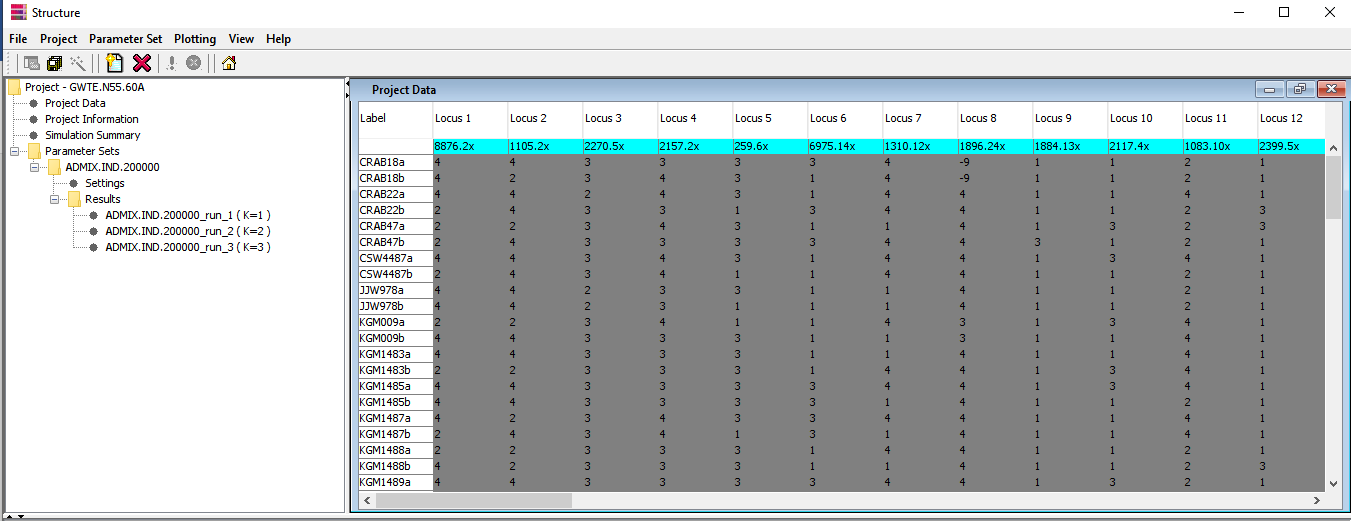 Structure
File Project Parameter Set Plotting View Help
Project - GWTE.N55.60A
Project Data
Project Information
Simulation Summary
Parameter Sets
ADMIX.IND.200000
Settings
Results
ADMIX.IND.200000_run_1 ( K=1 )
ADMIX.IND.200000_run_2 ( K=2 )
ADMIX.IND.200000_run_3 ( K=3 )
Project Data
Label Locus 1 Locus 2 Locus 3 Locus 4 Locus 5 Locus 6 Locus 7 Locus 8 Locus 9 Locus 10 Locus 11 Locus 12
8876.2x 1105.2x 2270.5x 2157.2x 259.6x 6975.14x 1310.12x 1896.24x 1884.13x 2117.4x 1083.10x 2399.5x
CRAB18a 4 4 3 3 3 3 4 -9 1 1 2 1
CRAB18b 4 2 3 4 3 1 4 -9 1 1 2 1
CRAB22a 4 4 2 4 3 1 4 4 1 1 4 1
CRAB22b 2 4 3 3 1 3 4 4 1 1 2 3
CRAB47a 2 2 3 4 3 1 1 4 1 3 2 3
CRAB47b 2 4 3 3 3 3 4 4 3 1 2 1
CSW4487a 4 4 3 4 3 1 4 4 1 3 4 1
CSW4487b 2 4 3 4 1 1 4 4 1 1 2 1
JJW978a 4 4 2 3 3 1 1 4 1 1 2 1
JJW978b 4 4 2 3 1 1 1 4 1 1 2 1
KGM009a 2 2 3 4 1 1 4 3 1 3 4 1
KGM009b 4 4 3 3 3 1 1 3 1 1 4 1
KGM1483a 4 4 3 3 3 1 1 4 1 1 4 1
KGM1483b 2 2 3 3 3 1 1 4 1 3 4 1
KGM1485a 4 4 3 3 3 3 4 4 1 3 4 1
KGM1485b 4 4 3 3 3 3 1 4 1 1 2 1
KGM1487a 4 2 3 4 3 3 4 4 1 1 4 1
KGM1487b 2 4 3 4 1 3 1 4 1 1 4 1
KGM1488a 2 2 3 3 3 1 4 4 1 1 2 1
KGM1488b 4 2 3 3 3 1 1 4 1 1 2 3
KGM1489a 4 4 3 3 3 1 4 4 1 3 2 1